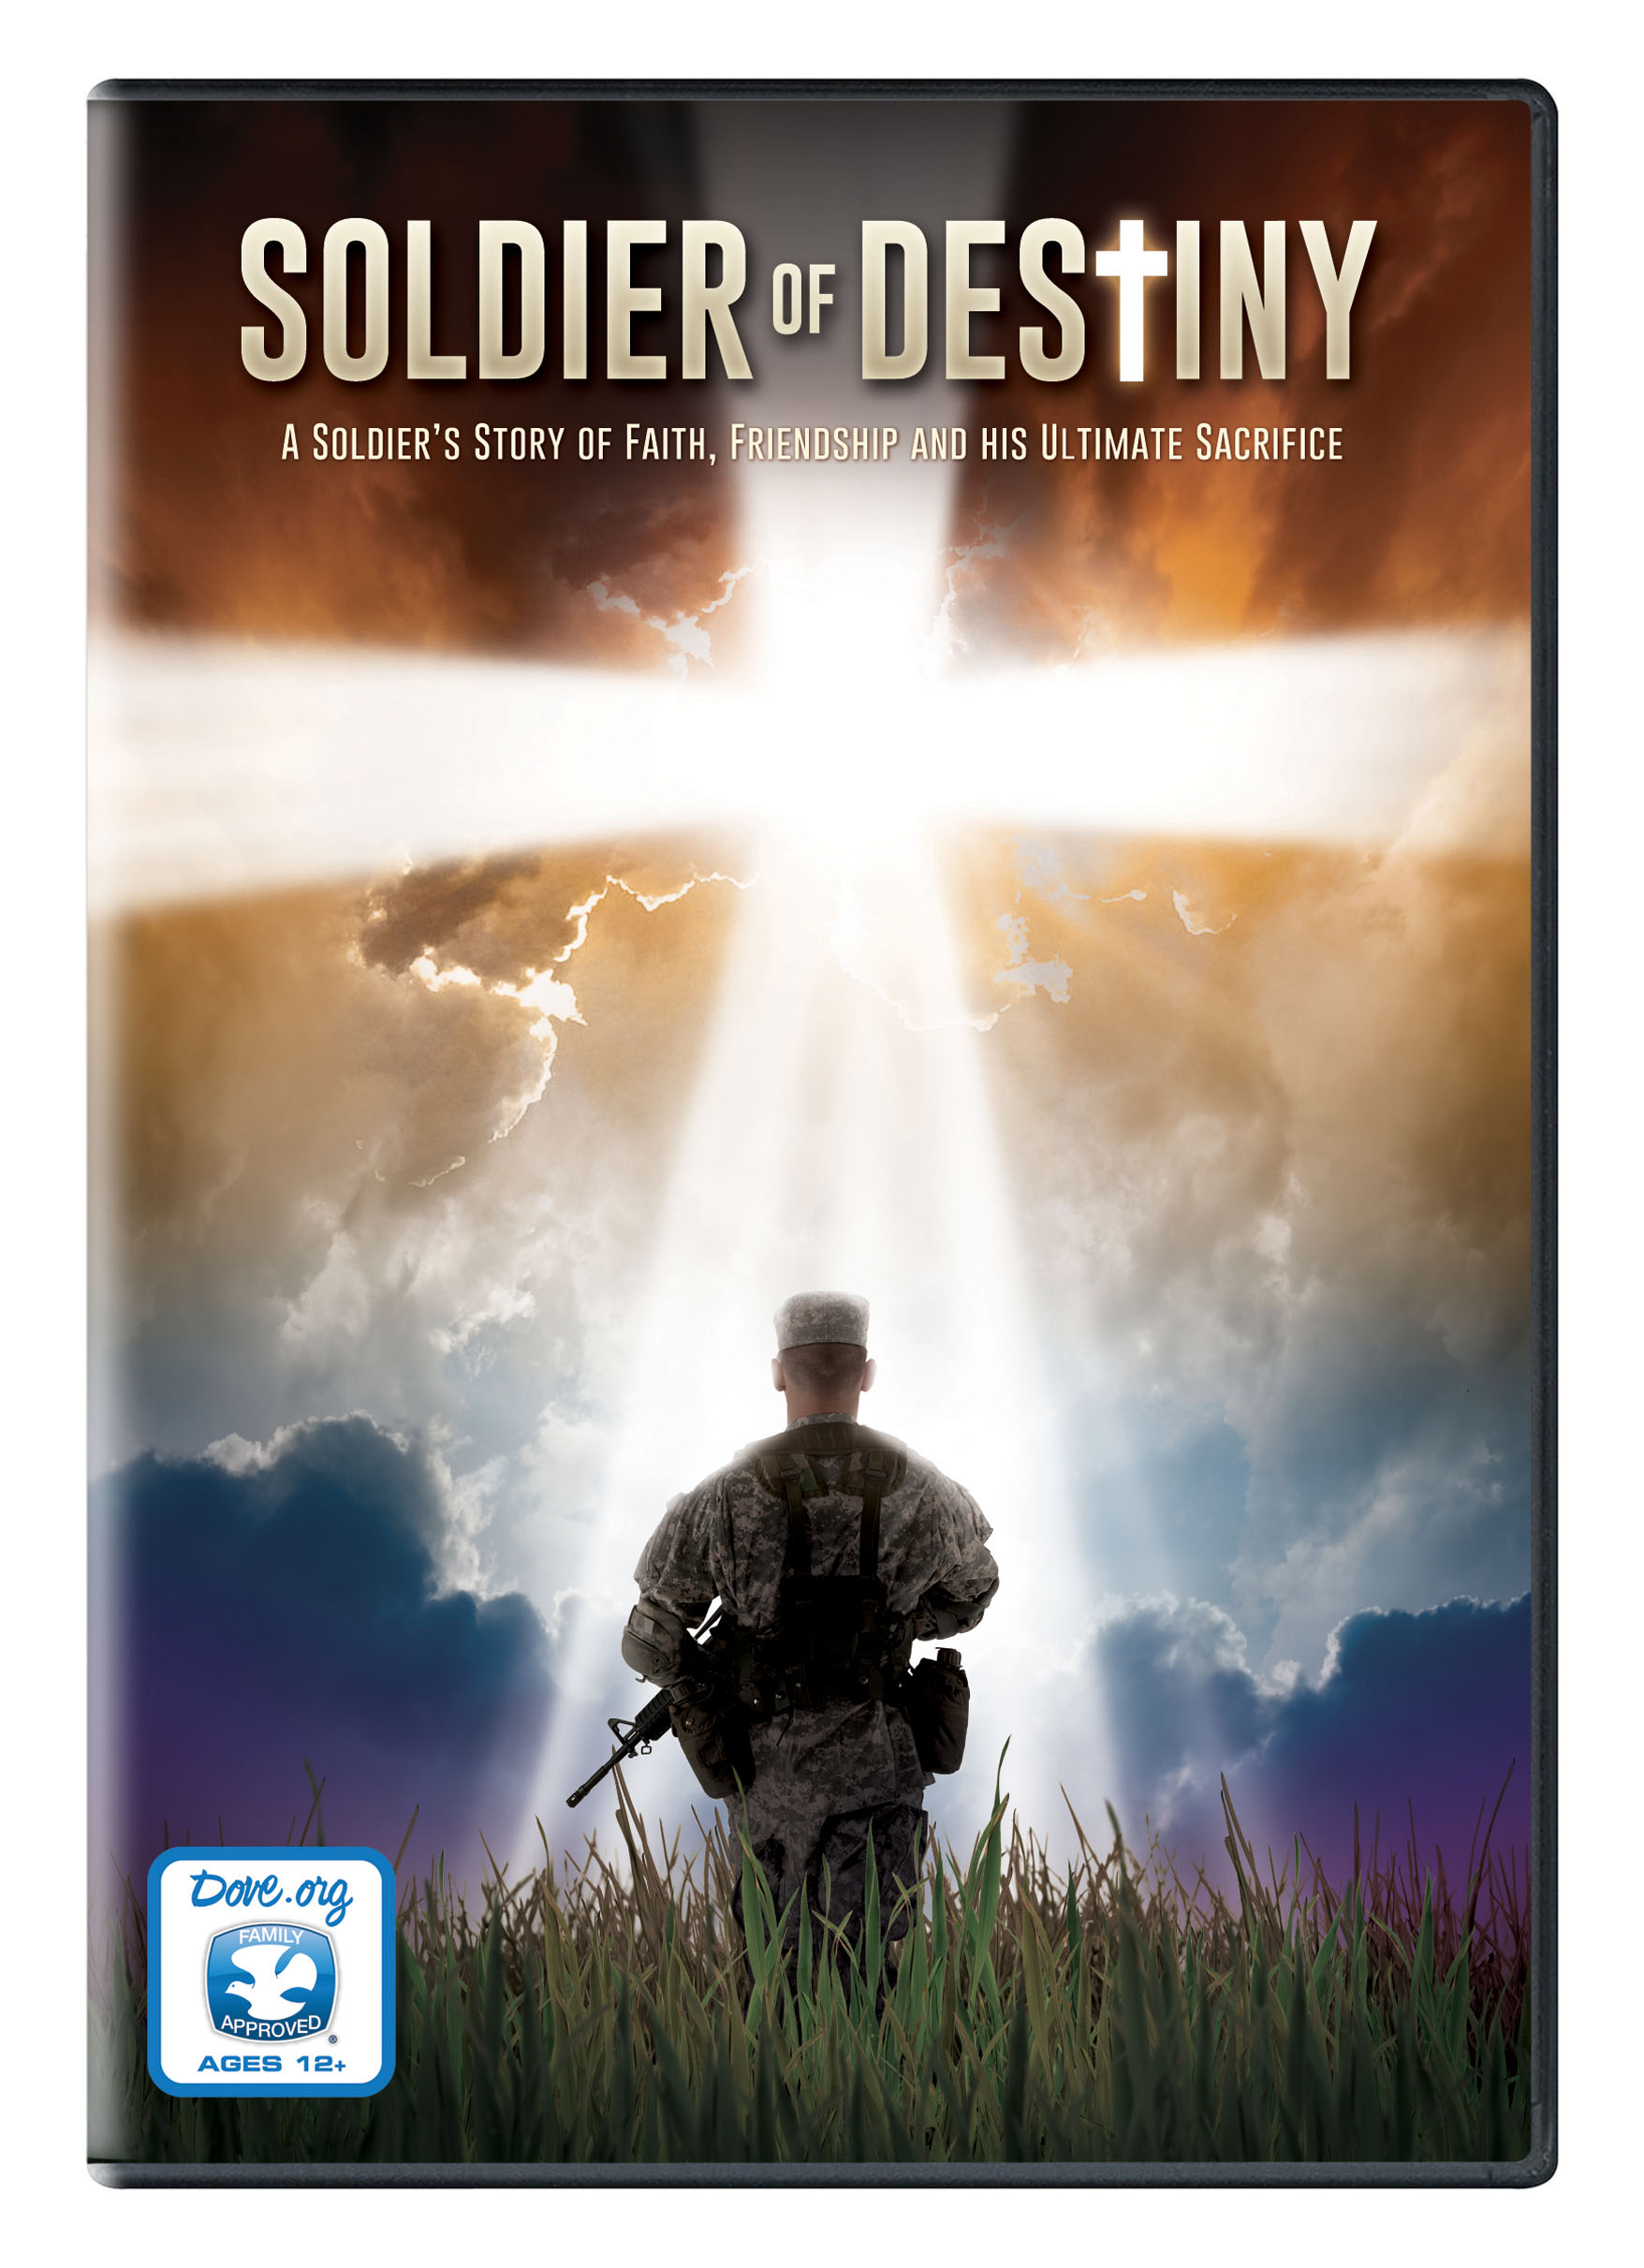 SOLDIER OF DESTINY
A SOLDIER'S STORY OF FAITH, FRIENDSHIP AND HIS ULTIMATE SACRIFICE
Dove.org
FAMILY
APPROVED
®
AGES 12+